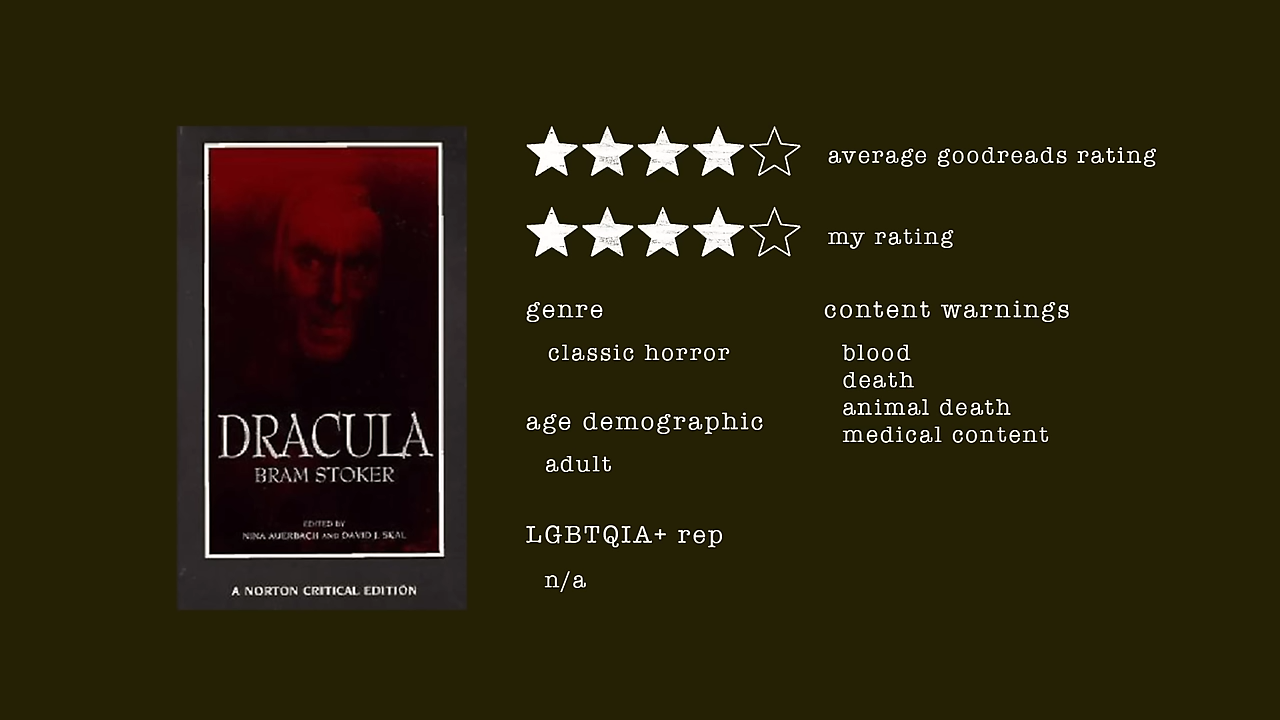 DRACULA
BRAM STOKER
EDITED BY
NINA AUERBACH AND DAVID J. SKAL
A NORTON CRITICAL EDITION
average goodreads rating
my rating
genre
classic horror
age demographic
adult
LGBTQIA+ rep
n/a
content warnings
blood
death
animal death
medical content